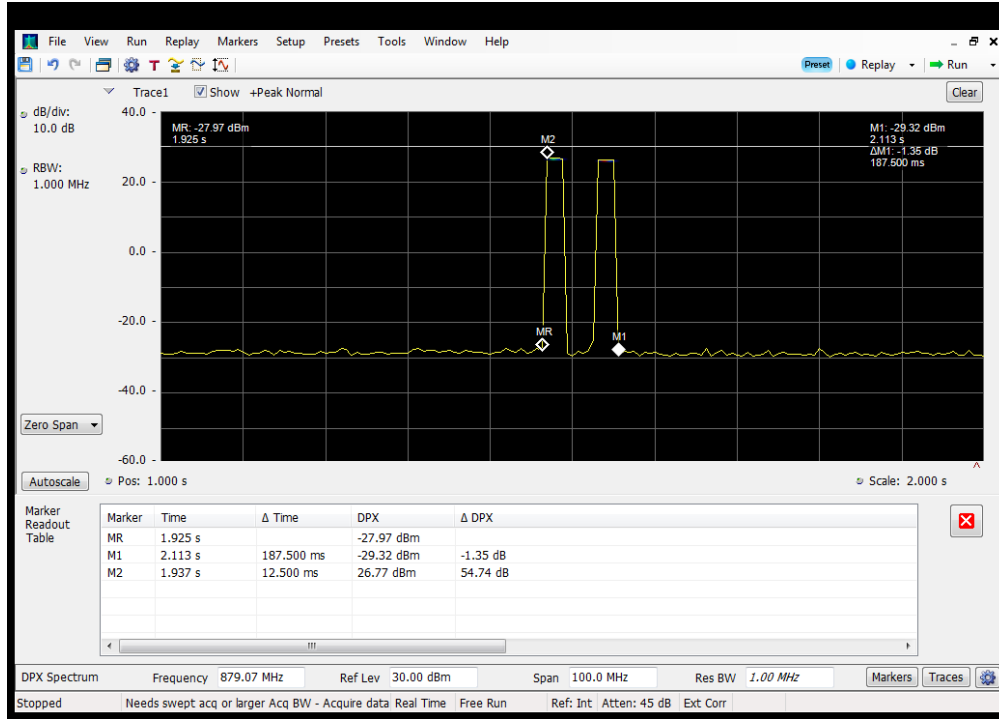 File View Run Replay Markers Setup Presets Tools Window Help
Preset Replay Run
Trace1 Show +Peak Normal Clear
dB/div:
10.0 dB
RBW:
1.000 MHz
40.0 -
20.0 -
0.0 -
-20.0 -
-40.0 -
-60.0 -
MR: -27.97 dBm
1.925 s
M2
M1: -29.32 dBm
2.113 s
ΔM1: -1.35 dB
187.500 ms
MR
M1
Zero Span
Autoscale Pos: 1.000 s Scale: 2.000 s
Marker
Readout
Table
Marker Time Δ Time DPX Δ DPX
MR 1.925 s -27.97 dBm
M1 2.113 s 187.500 ms -29.32 dBm -1.35 dB
M2 1.937 s 12.500 ms 26.77 dBm 54.74 dB
DPX Spectrum Frequency 879.07 MHz Ref Lev 30.00 dBm Span 100.0 MHz Res BW 1.00 MHz Markers Traces
Stopped Needs swept acq or larger Acq BW - Acquire data Real Time Free Run Ref: Int Atten: 45 dB Ext Corr